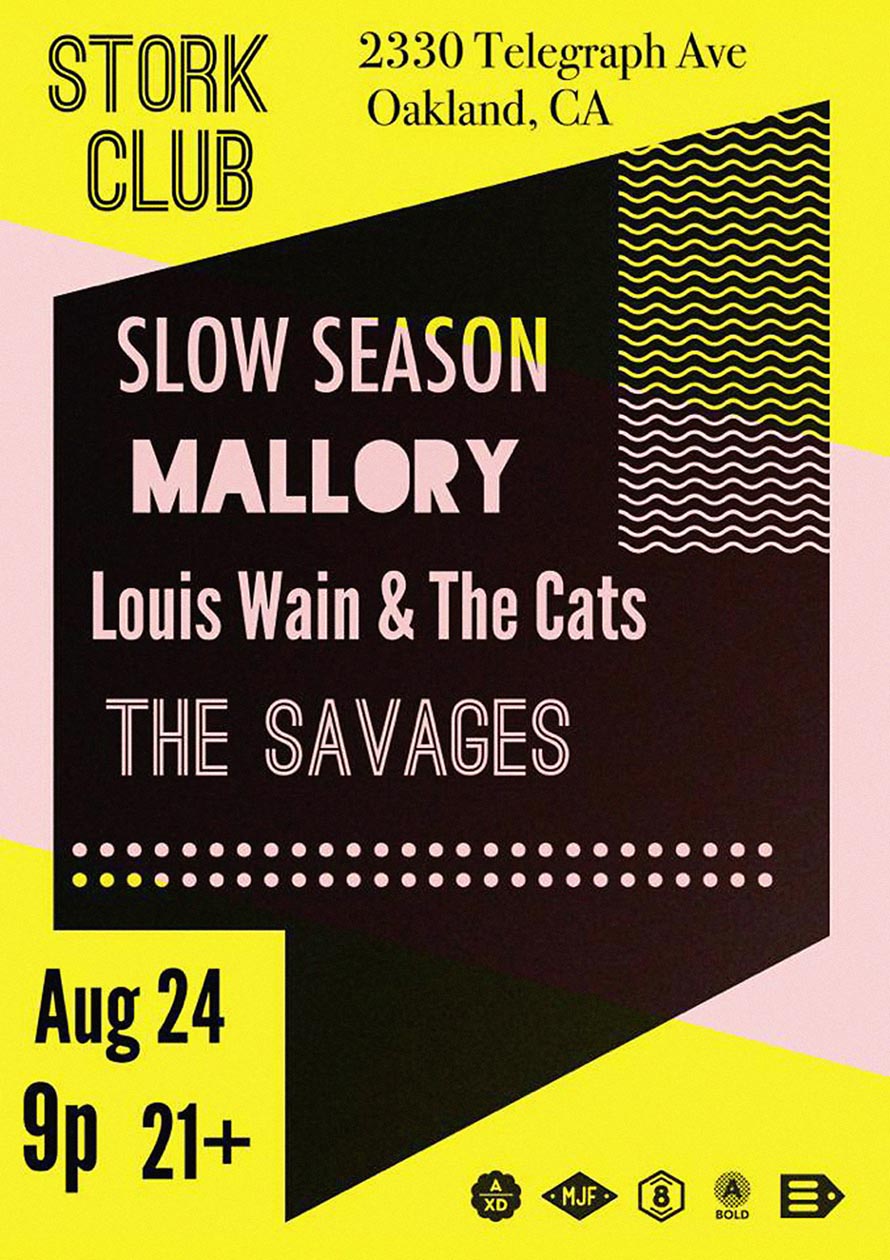 STORK
CLUB
2330 Telegraph Ave
Oakland, CA
SLOW SEASON
MALLORY
Louis Wain & The Cats
THE SAVAGES
Aug 24
9p 21+
A
XD
MJF
8
A
BOLD